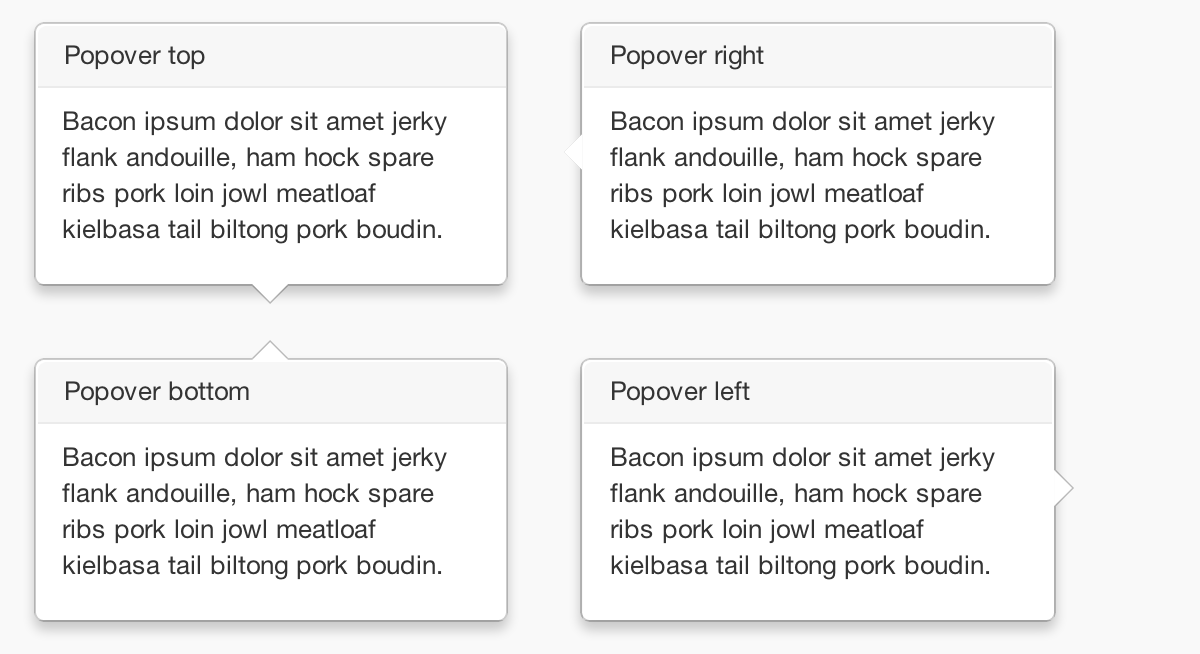 Popover top
Bacon ipsum dolor sit amet jerky
flank andouille, ham hock spare
ribs pork loin jowl meatloaf
kielbasa tail biltong pork boudin.
Popover right
Bacon ipsum dolor sit amet jerky
flank andouille, ham hock spare
ribs pork loin jowl meatloaf
kielbasa tail biltong pork boudin.
Popover bottom
Bacon ipsum dolor sit amet jerky
flank andouille, ham hock spare
ribs pork loin jowl meatloaf
kielbasa tail biltong pork boudin.
Popover left
Bacon ipsum dolor sit amet jerky
flank andouille, ham hock spare
ribs pork loin jowl meatloaf
kielbasa tail biltong pork boudin.